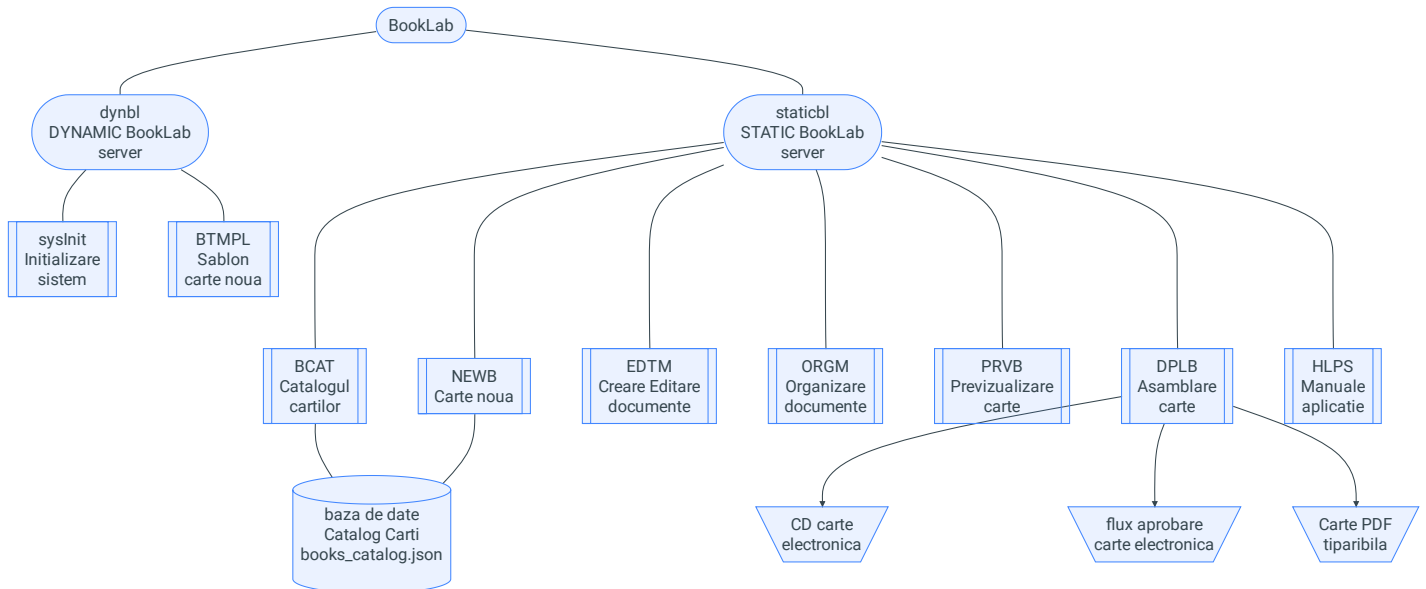 BookLab
dynbl
DYNAMIC BookLab
server
staticbl
STATIC BookLab
server
sysInit
Initializare
sistem
BTMPL
Sablon
carte noua
BCAT
Catalogul
cartilor
NEWB
Carte noua
EDTM
Creare Editare
documente
ORGM
Organizare
documente
PRVB
Previzualizare
carte
DPLB
Asamblare
carte
HLPS
Manuale
aplicatie
baza de date
Catalog Carti
books_catalog.json
CD carte
electronica
flux aprobare
carte electronica
Carte PDF
tiparibila